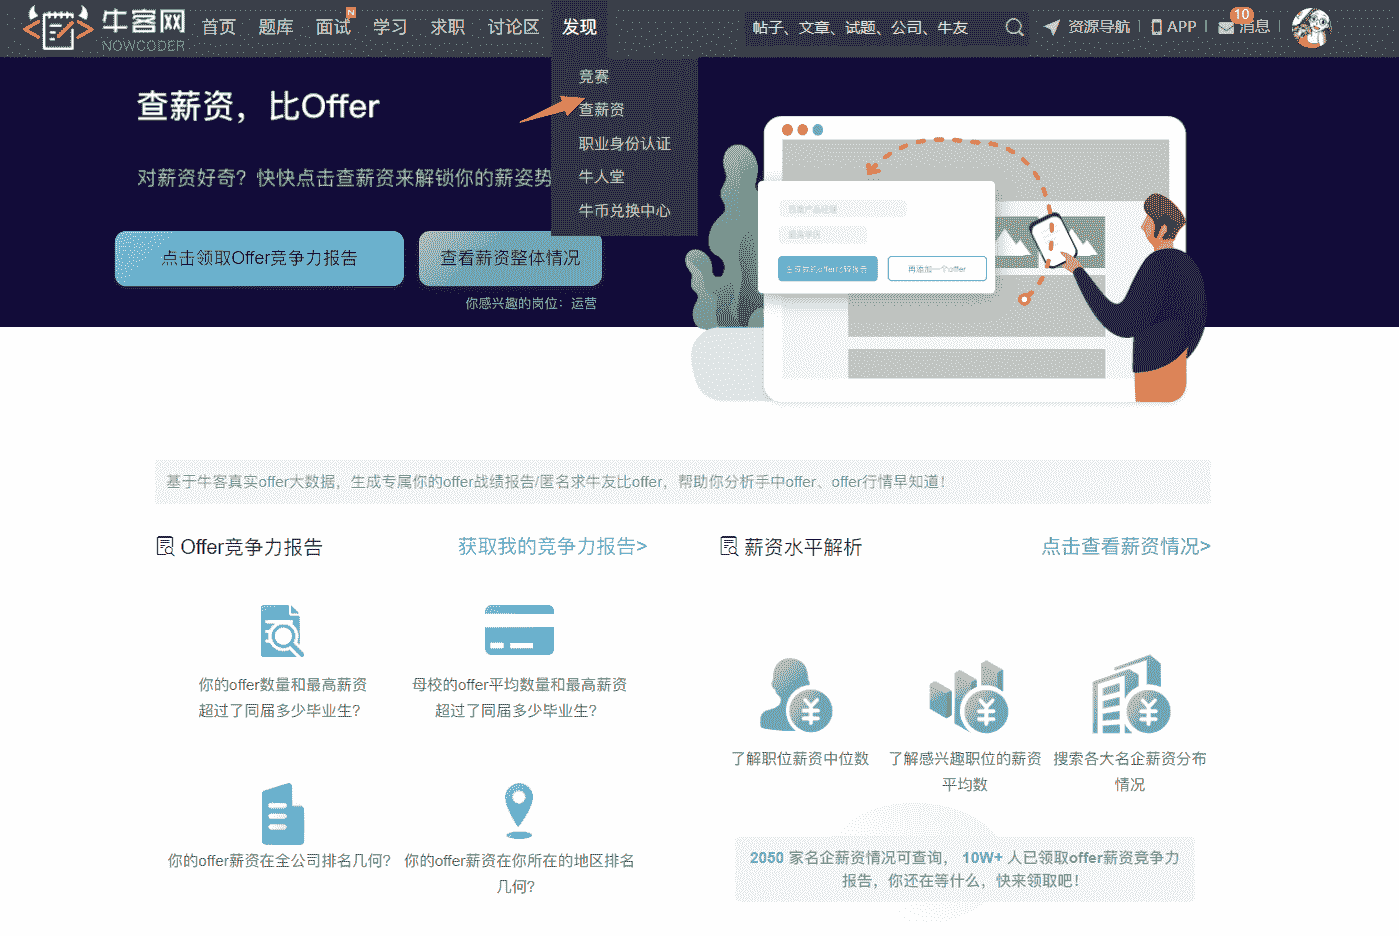 牛客网
NOWCODER
首页 题库 面试 学习 求职 讨论区 发现
N
帖子、文章、试题、公司、牛友
资源导航 APP 消息
10
竞赛
查薪资
职业身份认证
牛人堂
牛币兑换中心
查薪资，比Offer
对薪资好奇？快快点击查薪资来解锁你的薪姿势
点击领取Offer竞争力报告
查看薪资整体情况
你感兴趣的岗位：运营
再添加一个offer
基于牛客真实offer大数据，生成专属你的offer战绩报告/匿名求牛友比offer，帮助你分析手中offer、offer行情早知道！
Offer竞争力报告
获取我的竞争力报告>
薪资水平解析
点击查看薪资情况>
你的offer数量和最高薪资
超过了同届多少毕业生？
母校的offer平均数量和最高薪资
超过了同届多少毕业生？
你的offer薪资在全公司排名几何？
你的offer薪资在你所在的地区排名
几何？
了解职位薪资中位数
了解感兴趣职位的薪资
平均数
搜索各大名企薪资分布
情况
2050 家名企薪资情况可查询， 10W+ 人已领取offer薪资竞争力
报告，你还在等什么，快来领取吧！